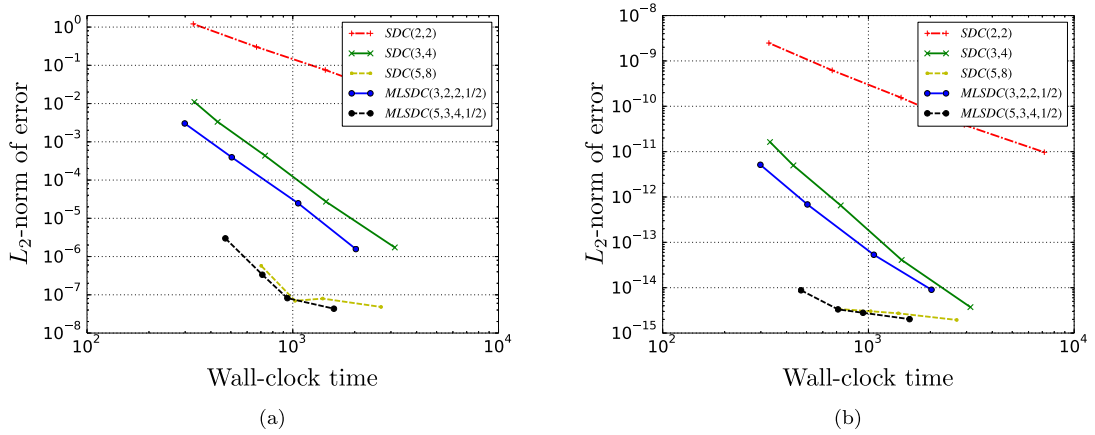 10^0
10^-1
10^-2
10^-3
10^-4
10^-5
10^-6
10^-7
10^-8
L_2-norm of error
10^2
10^3
10^4
Wall-clock time
SDC(2,2)
SDC(3,4)
SDC(5,8)
MLSDC(3,2,2,1/2)
MLSDC(5,3,4,1/2)
(a)
10^-8
10^-9
10^-10
10^-11
10^-12
10^-13
10^-14
10^-15
L_2-norm of error
10^2
10^3
10^4
Wall-clock time
SDC(2,2)
SDC(3,4)
SDC(5,8)
MLSDC(3,2,2,1/2)
MLSDC(5,3,4,1/2)
(b)